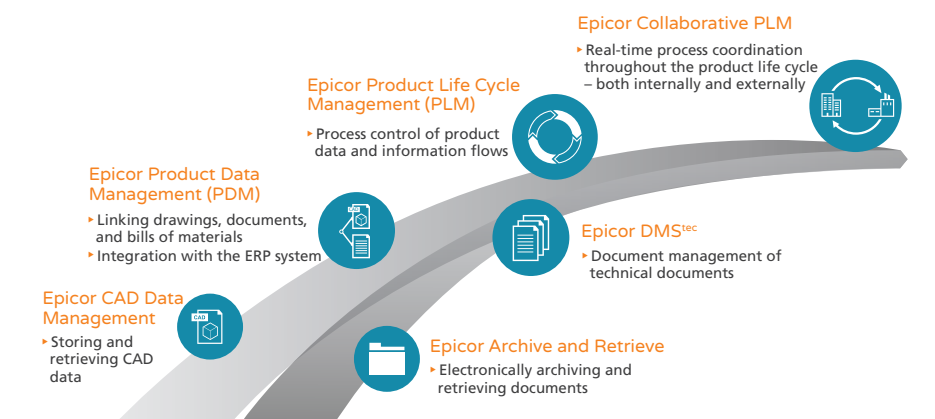 Epicor Collaborative PLM
‣ Real-time process coordination
throughout the product life cycle
– both internally and externally
Epicor Product Life Cycle
Management (PLM)
‣ Process control of product
data and information flows
Epicor Product Data
Management (PDM)
‣ Linking drawings, documents,
and bills of materials
‣ Integration with the ERP system
CAD
Epicor DMStec
‣ Document management of
technical documents
Epicor CAD Data
Management
‣ Storing and
retrieving CAD
data
CAD
Epicor Archive and Retrieve
‣ Electronically archiving and
retrieving documents